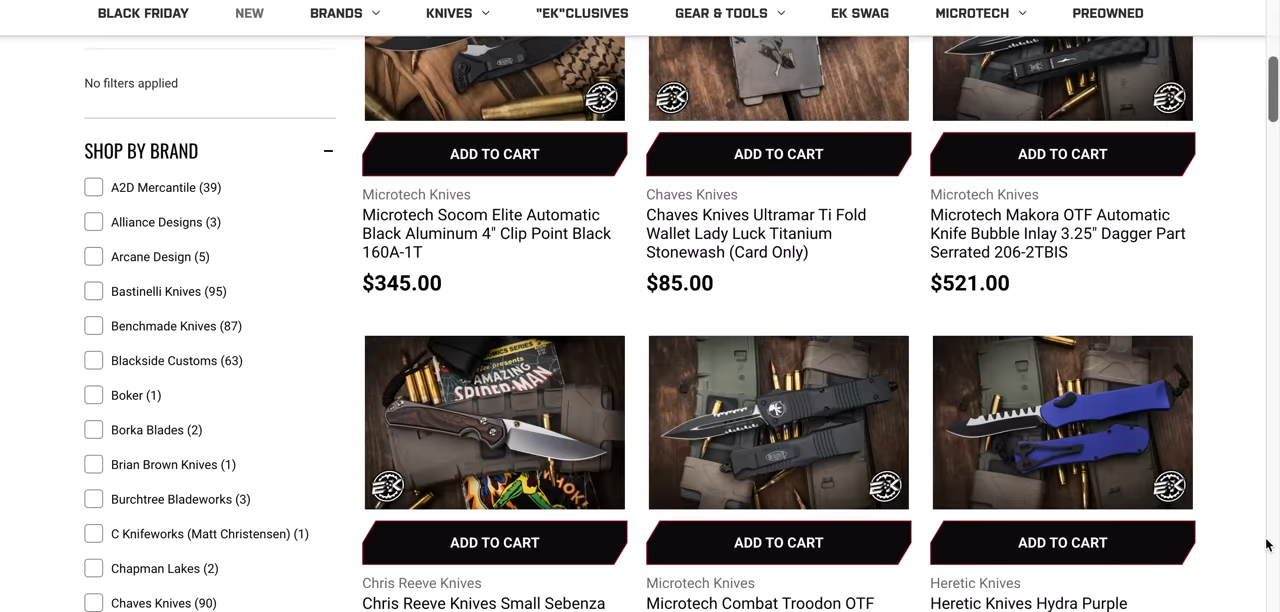 BLACK FRIDAY
NEW
BRANDS
KNIVES
"EK"CLUSIVES
GEAR & TOOLS
EK SWAG
MICROTECH
PREOWNED
No filters applied
SHOP BY BRAND
A2D Mercantile (39)
Alliance Designs (3)
Arcane Design (5)
Bastinelli Knives (95)
Benchmade Knives (87)
Blackside Customs (63)
Boker (1)
Borka Blades (2)
Brian Brown Knives (1)
Burchtree Bladeworks (3)
C Knifeworks (Matt Christensen) (1)
Chapman Lakes (2)
Chaves Knives (90)
ADD TO CART
Microtech Knives
Microtech Socom Elite Automatic
Black Aluminum 4" Clip Point Black
160A-1T
$345.00
ADD TO CART
Chaves Knives
Chaves Knives Ultramar Ti Fold
Wallet Lady Luck Titanium
Stonewash (Card Only)
$85.00
ADD TO CART
Microtech Knives
Microtech Makora OTF Automatic
Knife Bubble Inlay 3.25" Dagger Part
Serrated 206-2TBIS
$521.00
AMAZING
SPIDER-MAN
ADD TO CART
Chris Reeve Knives
Chris Reeve Knives Small Sebenza
ADD TO CART
Microtech Knives
Microtech Combat Troodon OTF
ADD TO CART
Heretic Knives
Heretic Knives Hydra Purple